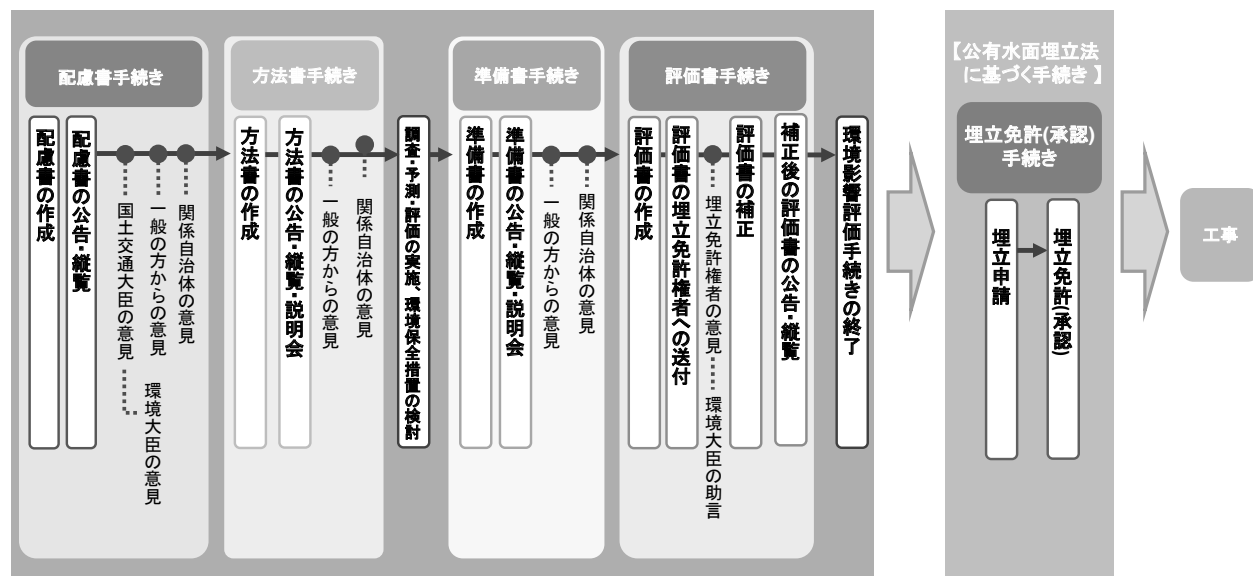 配慮書手続き
配慮書の作成
配慮書の公告・縦覧
国土交通大臣の意見
環境大臣の意見
一般の方からの意見
関係自治体の意見
方法書手続き
方法書の作成
方法書の公告・縦覧・説明会
一般の方からの意見
関係自治体の意見
調査・予測・評価の実施、環境保全措置の検討
準備書手続き
準備書の作成
準備書の公告・縦覧・説明会
一般の方からの意見
関係自治体の意見
評価書手続き
評価書の作成
評価書の埋立免許権者への送付
埋立免許権者の意見
環境大臣の助言
評価書の補正
補正後の評価書の公告・縦覧
環境影響評価手続きの終了
【公有水面埋立法
に基づく手続き】
埋立免許(承認)
手続き
埋立申請
埋立免許(承認)
工事